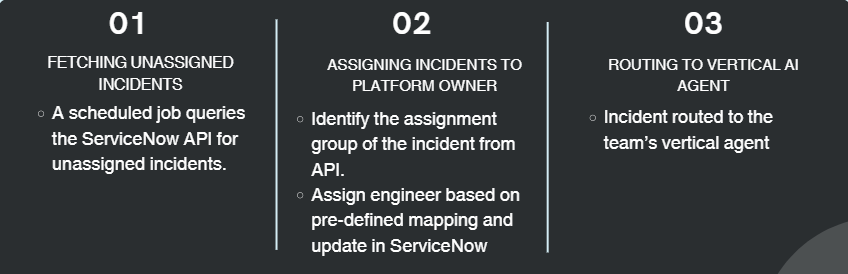 01
FETCHING UNASSIGNED
INCIDENTS
A scheduled job queries
the ServiceNow API for
unassigned incidents.
02
ASSIGNING INCIDENTS TO
PLATFORM OWNER
Identify the assignment
group of the incident from
API.
Assign engineer based on
pre-defined mapping and
update in ServiceNow
03
ROUTING TO VERTICAL AI
AGENT
Incident routed to the
team's vertical agent